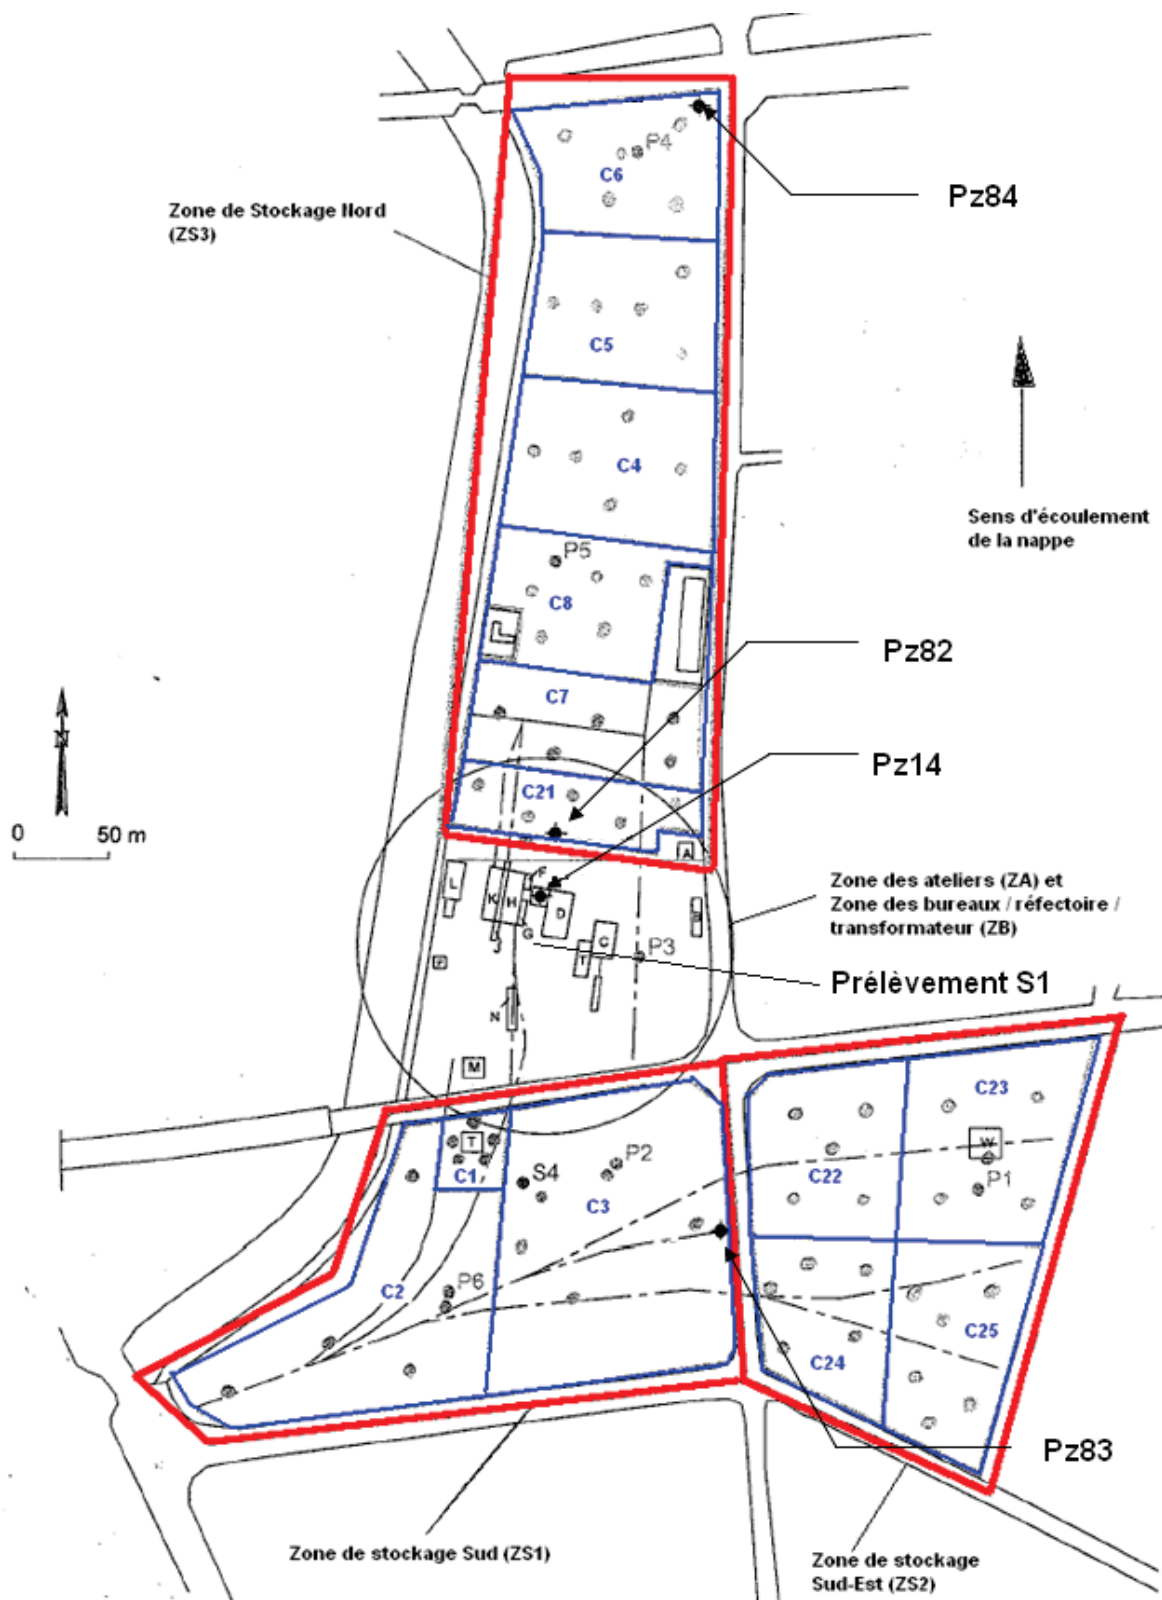 P4
C6
Pz84
Zone de Stockage Nord
(ZS3)
C5
C4
Sens d'écoulement
de la nappe
P5
C8
Pz82
C7
N
Pz14
C21
0 50 m
A
L
K
H
F
D
Zone des ateliers (ZA) et
Zone des bureaux / réfectoire /
transformateur (ZB)
B
G
C
J
T
P3
Prélèvement S1
N
M
C23
T
P2
W
C1
S4
C3
C22
P1
C2
P6
C24
C25
Pz83
Zone de stockage Sud (ZS1)
Zone de stockage
Sud-Est (ZS2)